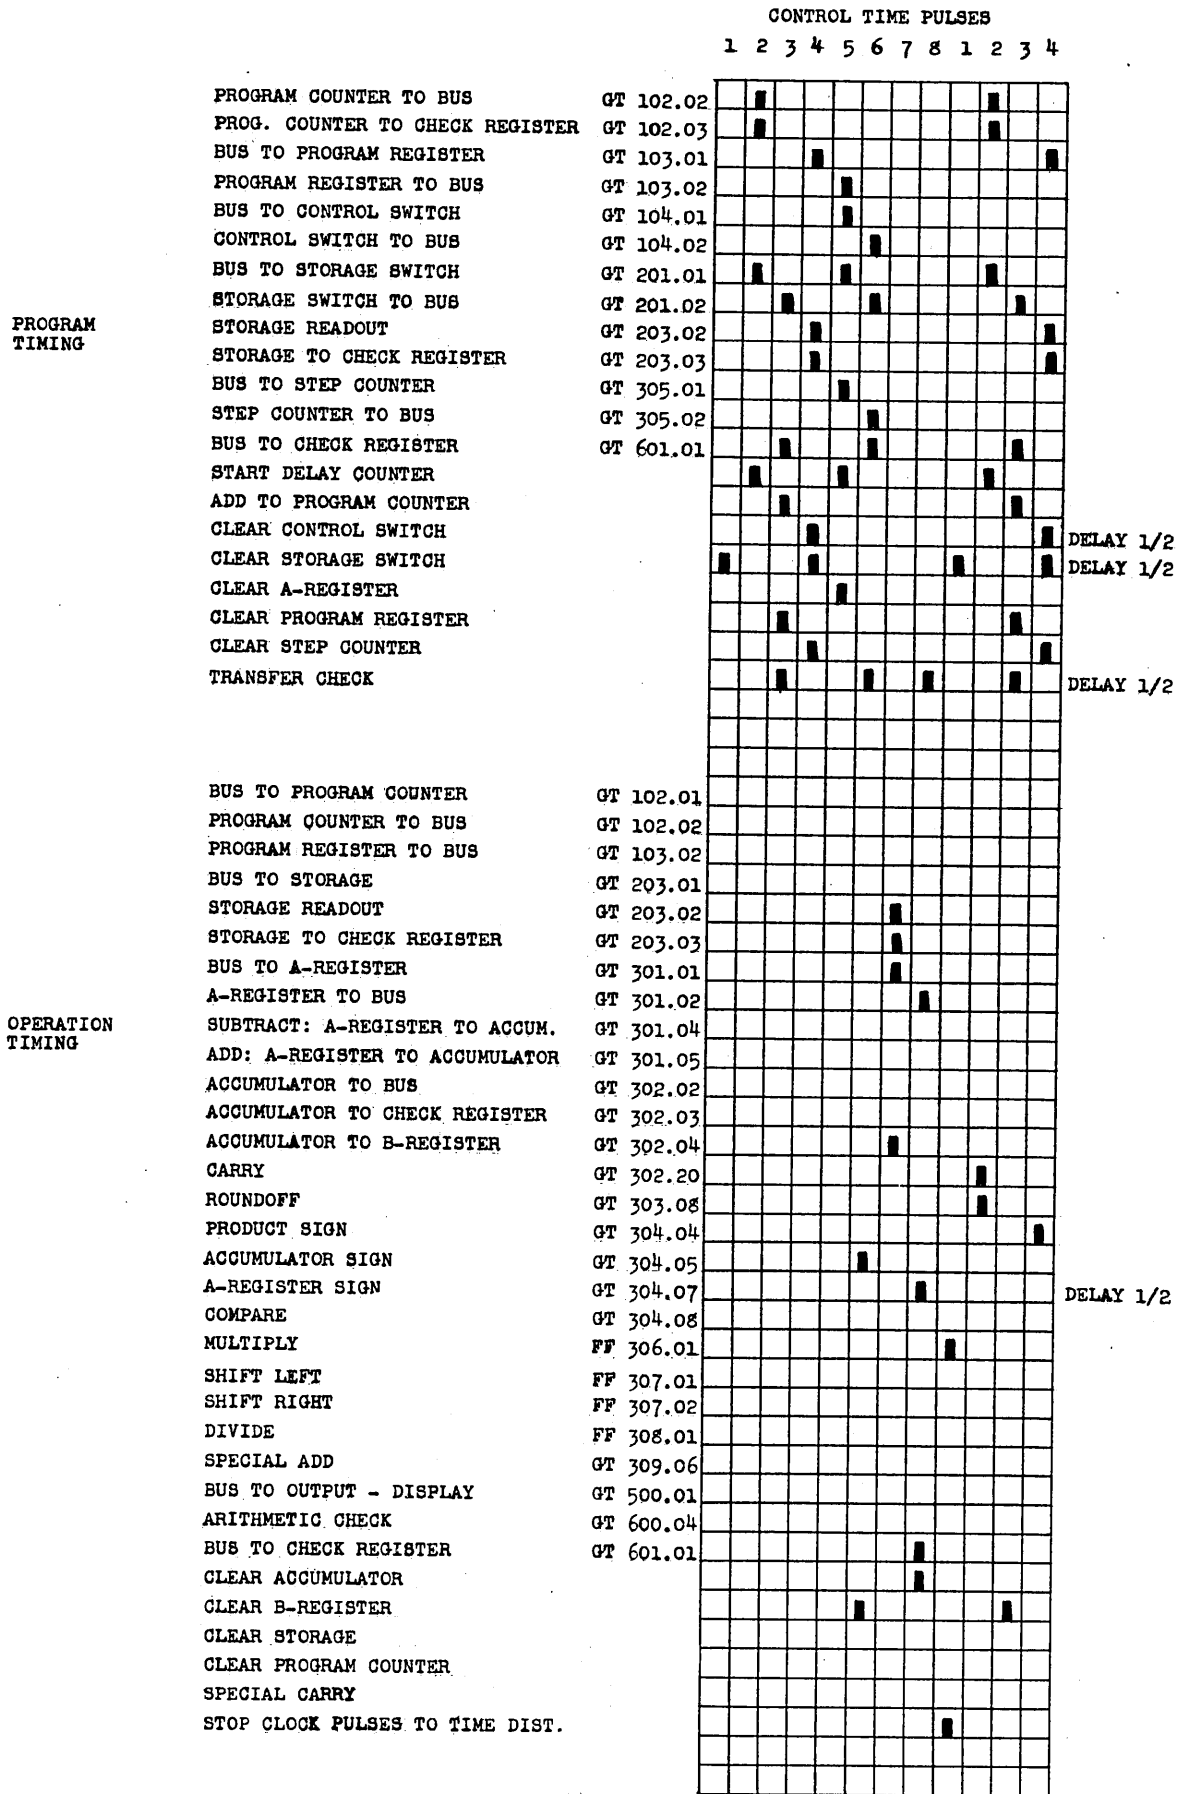 CONTROL TIME PULSES
1 2 3 4 5 6 7 8 1 2 3 4
PROGRAM COUNTER TO BUS GT 102.02
PROG. COUNTER TO CHECK REGISTER GT 102.03
BUS TO PROGRAM REGISTER GT 103.01
PROGRAM REGISTER TO BUS GT 103.02
BUS TO CONTROL SWITCH GT 104.01
CONTROL SWITCH TO BUS GT 104.02
BUS TO STORAGE SWITCH GT 201.01
STORAGE SWITCH TO BUS GT 201.02
PROGRAM
TIMING
STORAGE READOUT GT 203.02
STORAGE TO CHECK REGISTER GT 203.03
BUS TO STEP COUNTER GT 305.01
STEP COUNTER TO BUS GT 305.02
BUS TO CHECK REGISTER GT 601.01
START DELAY COUNTER
ADD TO PROGRAM COUNTER
CLEAR CONTROL SWITCH DELAY 1/2
CLEAR STORAGE SWITCH DELAY 1/2
CLEAR A-REGISTER
CLEAR PROGRAM REGISTER
CLEAR STEP COUNTER
TRANSFER CHECK DELAY 1/2
BUS TO PROGRAM COUNTER GT 102.01
PROGRAM COUNTER TO BUS GT 102.02
PROGRAM REGISTER TO BUS GT 103.02
BUS TO STORAGE GT 203.01
STORAGE READOUT GT 203.02
STORAGE TO CHECK REGISTER GT 203.03
BUS TO A-REGISTER GT 301.01
A-REGISTER TO BUS GT 301.02
OPERATION
TIMING
SUBTRACT: A-REGISTER TO ACCUM. GT 301.04
ADD: A-REGISTER TO ACCUMULATOR GT 301.05
ACCUMULATOR TO BUS GT 302.02
ACCUMULATOR TO CHECK REGISTER GT 302.03
ACCUMULATOR TO B-REGISTER GT 302.04
CARRY GT 302.20
ROUNDOFF GT 303.08
PRODUCT SIGN GT 304.04
ACCUMULATOR SIGN GT 304.05
A-REGISTER SIGN GT 304.07 DELAY 1/2
COMPARE GT 304.08
MULTIPLY FF 306.01
SHIFT LEFT FF 307.01
SHIFT RIGHT FF 307.02
DIVIDE FF 308.01
SPECIAL ADD GT 309.06
BUS TO OUTPUT - DISPLAY GT 500.01
ARITHMETIC CHECK GT 600.04
BUS TO CHECK REGISTER GT 601.01
CLEAR ACCUMULATOR
CLEAR B-REGISTER
CLEAR STORAGE
CLEAR PROGRAM COUNTER
SPECIAL CARRY
STOP CLOCK PULSES TO TIME DIST.